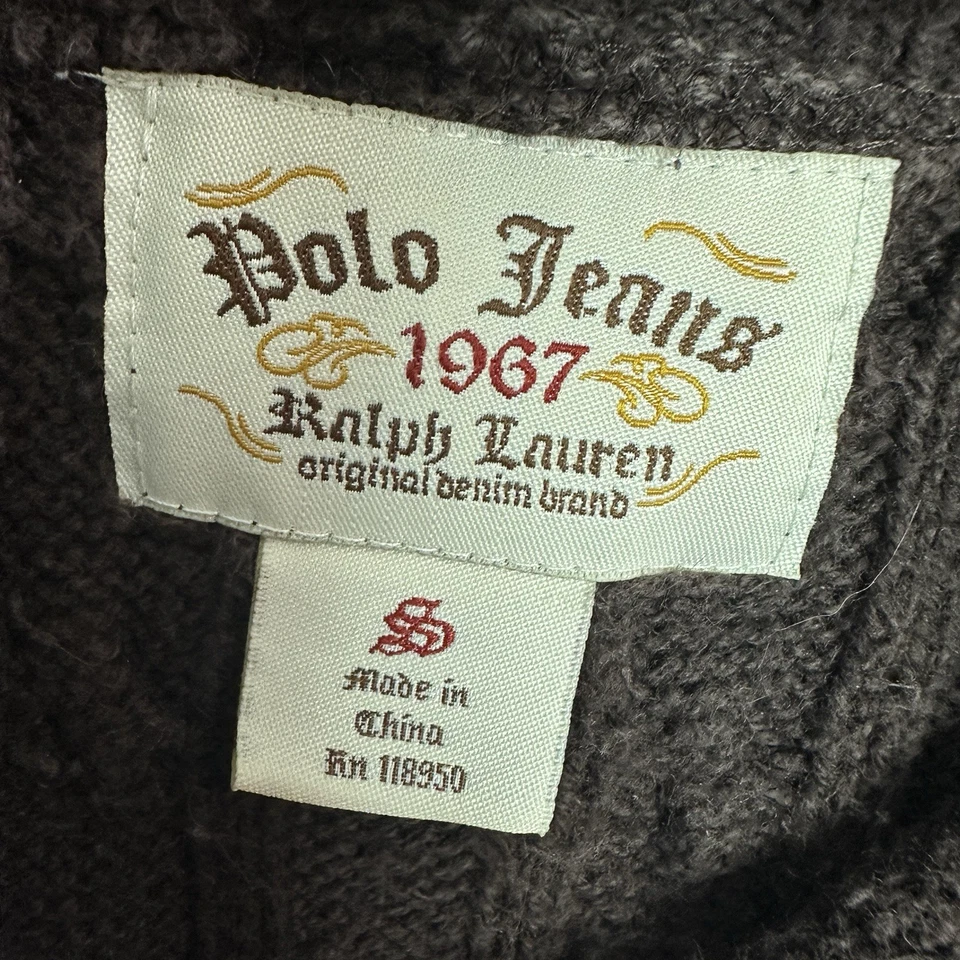 Polo Jeans
1967
Ralph Lauren
original denim brand
S
Made in
China
Rn 118950